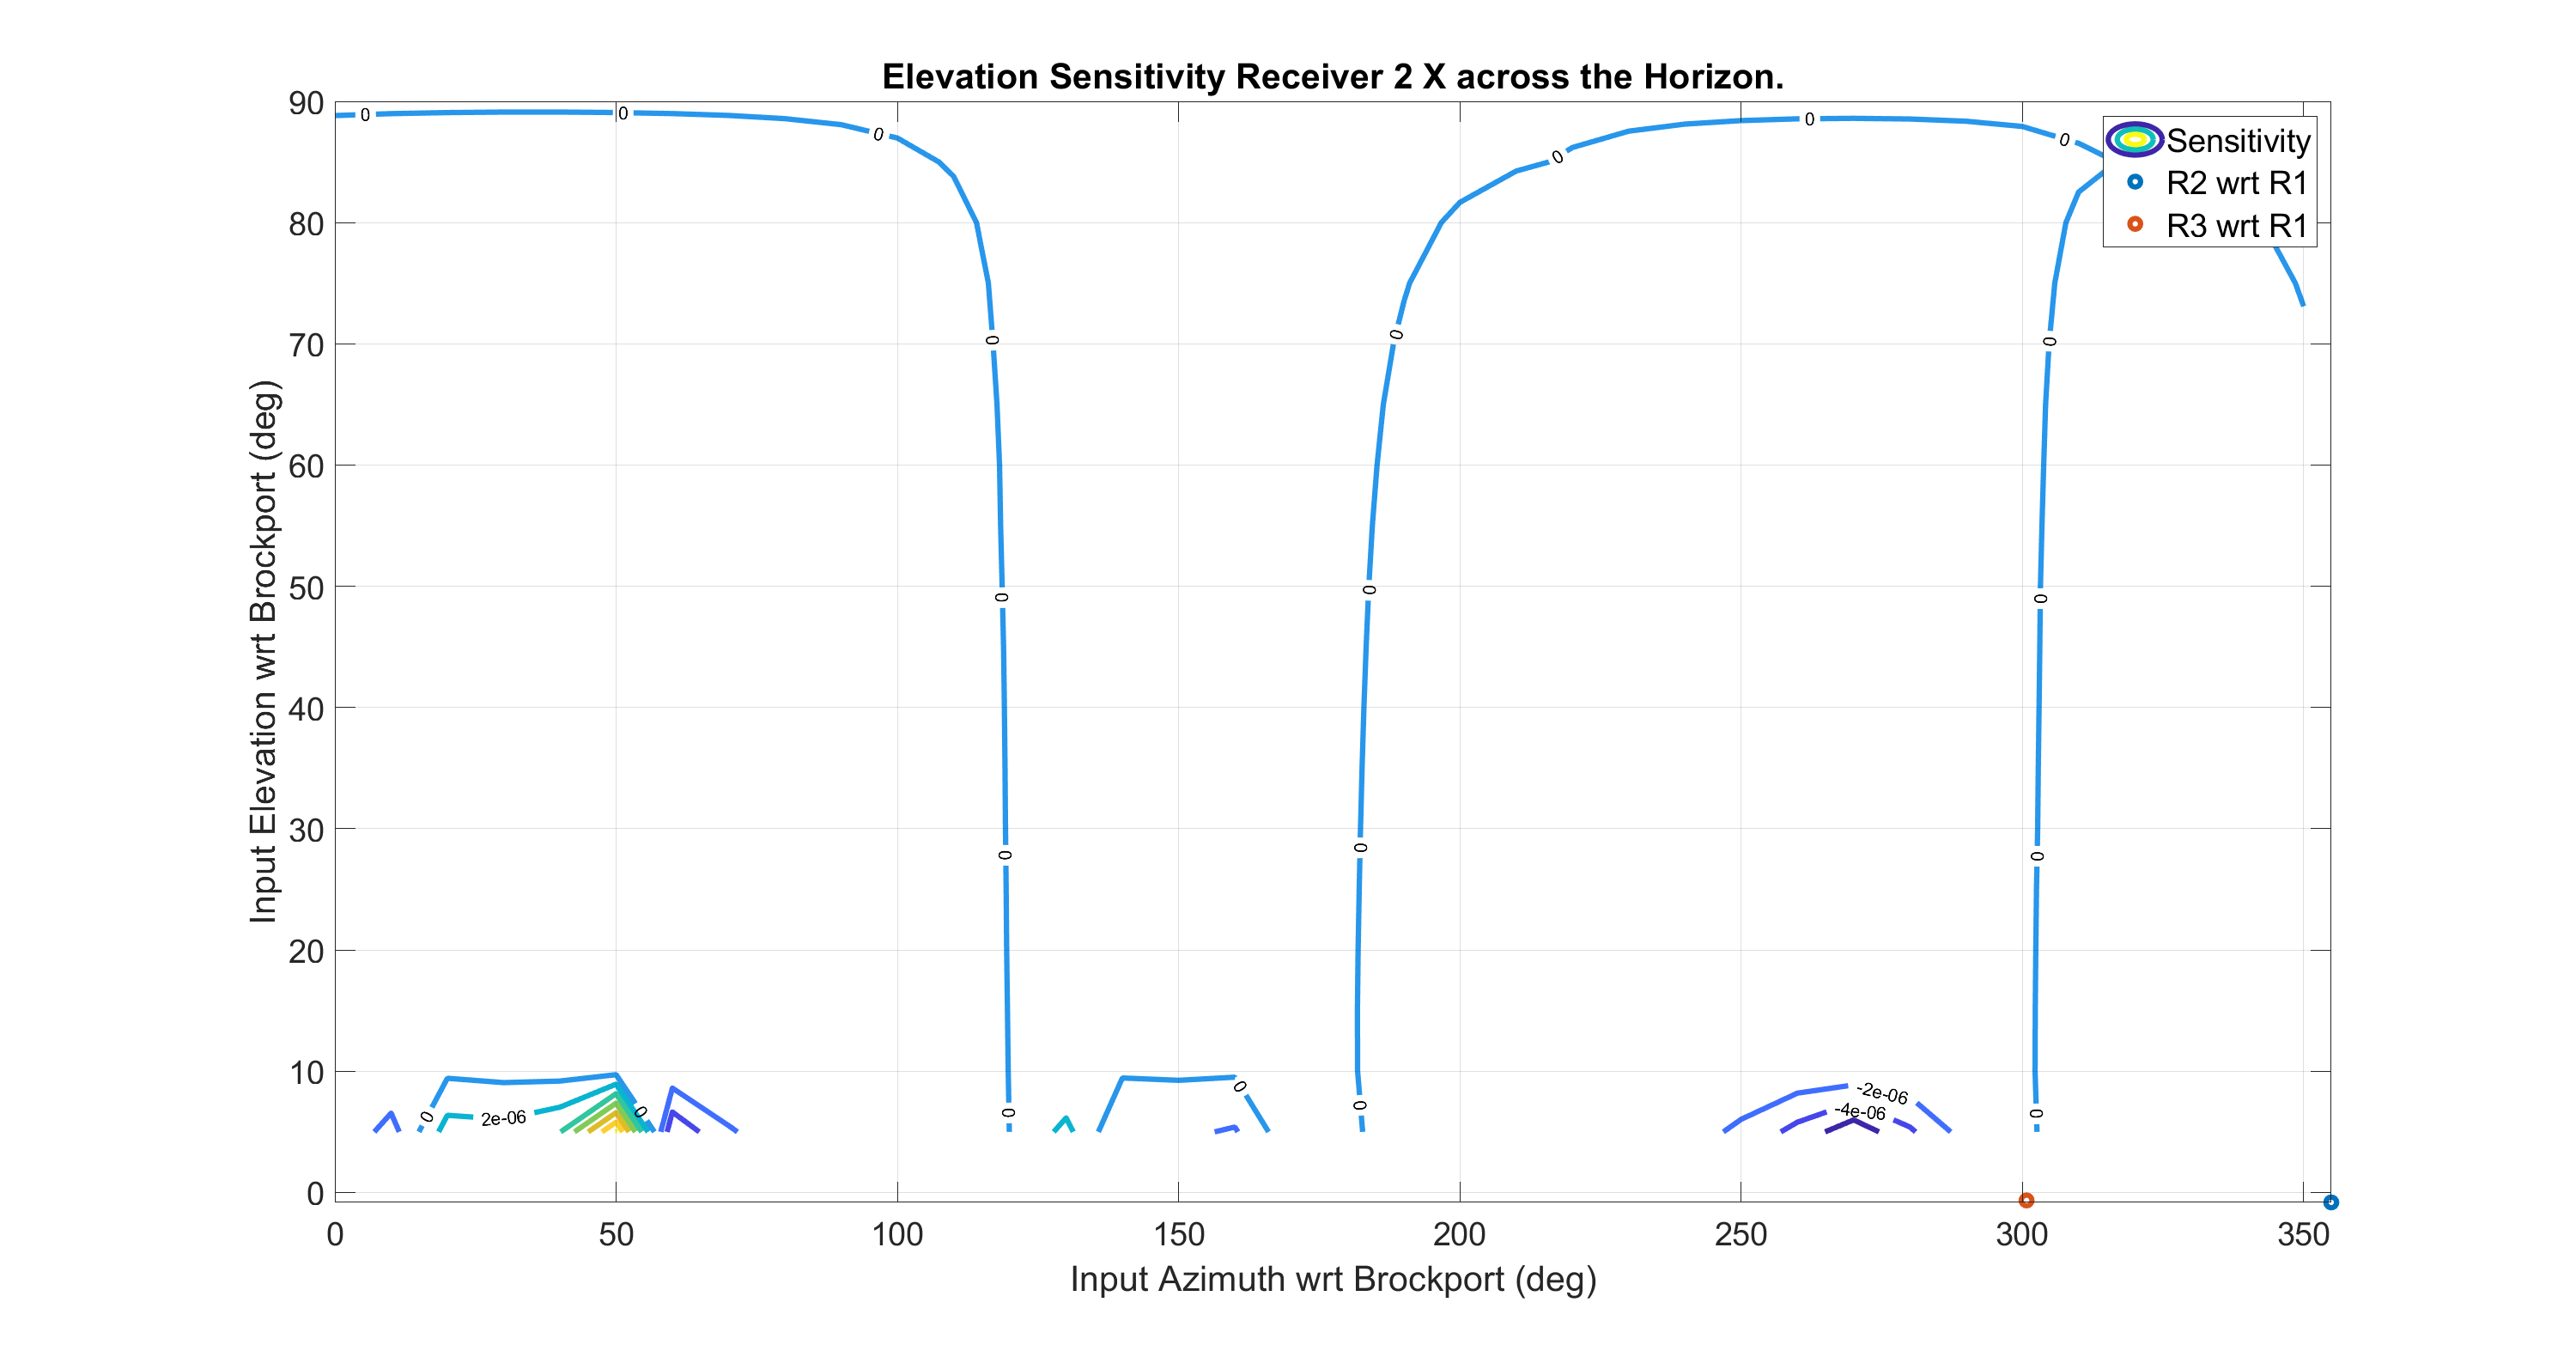 Elevation Sensitivity Receiver 2 X across the Horizon.
Sensitivity
R2 wrt R1
R3 wrt R1
Input Elevation wrt Brockport (deg)
90
80
70
60
50
40
30
20
10
0
0 0 0 0 0 0
0 0 0
0 0 0
0 0 0
0 2e-06 0 0 0 0 -2e-06 0
-4e-06
0 50 100 150 200 250 300 350
Input Azimuth wrt Brockport (deg)